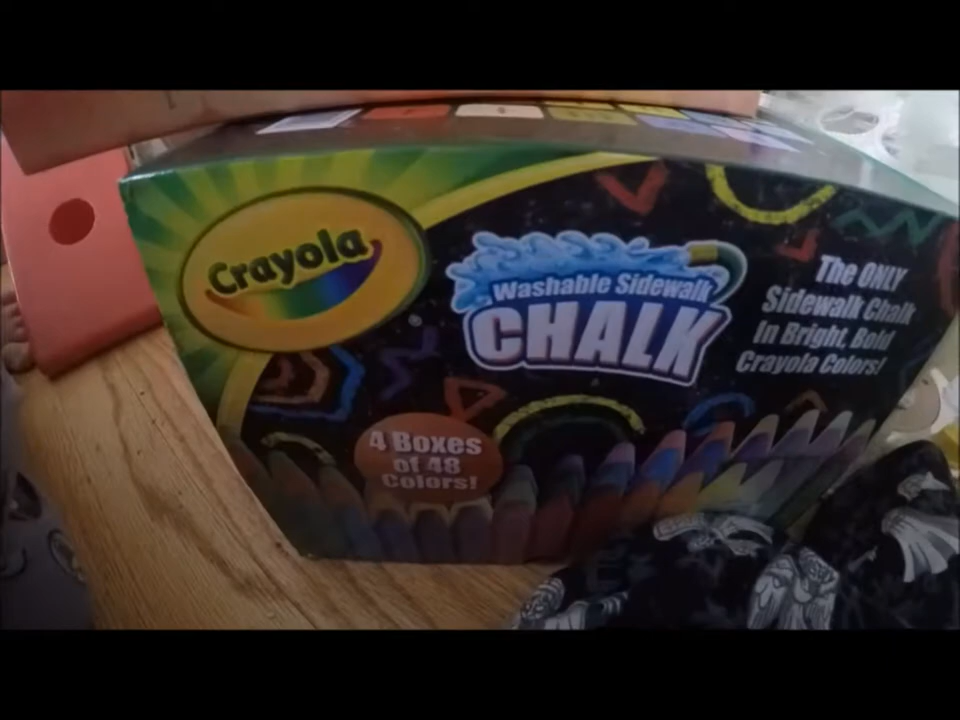 Crayola
Washable Sidewalk
CHALK
The ONLY
Sidewalk Chalk
In Bright, Bold
Crayola Colors!
4 Boxes
of 48
Colors!